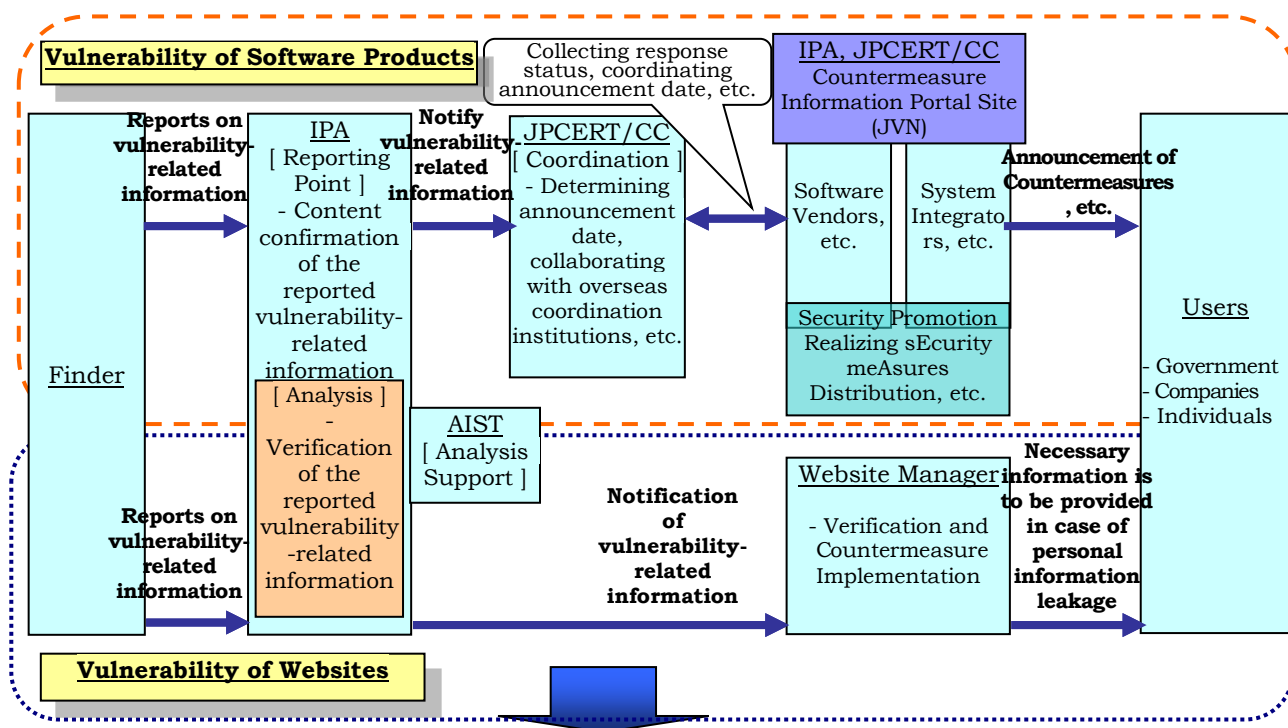 Vulnerability of Software Products
Collecting response
status, coordinating
announcement date, etc.
IPA, JPCERT/CC
Countermeasure
Information Portal Site
(JVN)
Finder
Reports on
vulnerability-
related
information
IPA
[ Reporting
Point ]
- Content
confirmation
of the
reported
vulnerability-
related
information
[ Analysis ]
-
Verification
of the
reported
vulnerability
-related
information
Notify
vulnerability-
related
information
JPCERT/CC
[ Coordination ]
- Determining
announcement
date,
collaborating
with overseas
coordination
institutions, etc.
Software
Vendors,
etc.
System
Integrato
rs, etc.
Security Promotion
Realizing sEcurity
meAsures
Distribution, etc.
Announcement of
Countermeasures
, etc.
Users
- Government
- Companies
- Individuals
AIST
[ Analysis
Support ]
Reports on
vulnerability-
related
information
Notification
of
vulnerability-
related
information
Website Manager
- Verification and
Countermeasure
Implementation
Necessary
information is
to be provided
in case of
personal
information
leakage
Vulnerability of Websites